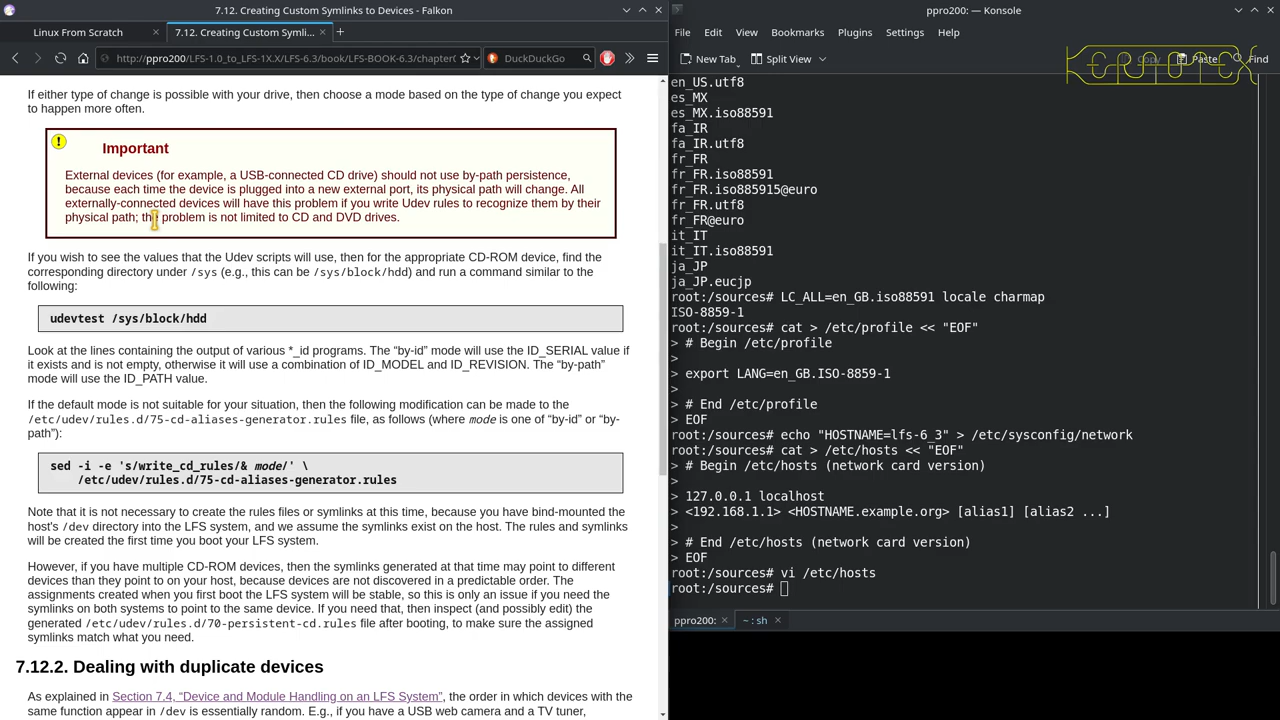 7.12. Creating Custom Symlinks to Devices - Falkon
Linux From Scratch
7.12. Creating Custom Symli...
http://ppro200/LFS-1.0_to_LFS-1X.X/LFS-6.3/book/LFS-BOOK-6.3/chapter(
DuckDuckGo
If either type of change is possible with your drive, then choose a mode based on the type of change you expect
to happen more often.
Important
External devices (for example, a USB-connected CD drive) should not use by-path persistence,
because each time the device is plugged into a new external port, its physical path will change. All
externally-connected devices will have this problem if you write Udev rules to recognize them by their
physical path; the problem is not limited to CD and DVD drives.
If you wish to see the values that the Udev scripts will use, then for the appropriate CD-ROM device, find the
corresponding directory under /sys (e.g., this can be /sys/block/hdd) and run a command similar to the
following:
udevtest /sys/block/hdd
Look at the lines containing the output of various *_id programs. The “by-id” mode will use the ID_SERIAL value if
it exists and is not empty, otherwise it will use a combination of ID_MODEL and ID_REVISION. The “by-path”
mode will use the ID_PATH value.
If the default mode is not suitable for your situation, then the following modification can be made to the
/etc/udev/rules.d/75-cd-aliases-generator.rules file, as follows (where mode is one of “by-id” or “by-
path”):
sed -i -e 's/write_cd_rules/& mode/' \
/etc/udev/rules.d/75-cd-aliases-generator.rules
Note that it is not necessary to create the rules files or symlinks at this time, because you have bind-mounted the
host's /dev directory into the LFS system, and we assume the symlinks exist on the host. The rules and symlinks
will be created the first time you boot your LFS system.
However, if you have multiple CD-ROM devices, then the symlinks generated at that time may point to different
devices than they point to on your host, because devices are not discovered in a predictable order. The
assignments created when you first boot the LFS system will be stable, so this is only an issue if you need the
symlinks on both systems to point to the same device. If you need that, then inspect (and possibly edit) the
generated /etc/udev/rules.d/70-persistent-cd.rules file after booting, to make sure the assigned
symlinks match what you need.
7.12.2. Dealing with duplicate devices
As explained in Section 7.4, “Device and Module Handling on an LFS System”, the order in which devices with the
same function appear in /dev is essentially random. E.g., if you have a USB web camera and a TV tuner,
ppro200: — Konsole
File Edit View Bookmarks Plugins Settings Help
New Tab Split View Copy Paste Find
en_US.utf8
es_MX
es_MX.iso88591
fa_IR
fa_IR.utf8
fr_FR
fr_FR.iso88591
fr_FR.iso885915@euro
fr_FR.utf8
fr_FR@euro
it_IT
it_IT.iso88591
ja_JP
ja_JP.eucjp
root:/sources# LC_ALL=en_GB.iso88591 locale charmap
ISO-8859-1
root:/sources# cat > /etc/profile << "EOF"
> # Begin /etc/profile
>
> export LANG=en_GB.ISO-8859-1
>
> # End /etc/profile
> EOF
root:/sources# echo "HOSTNAME=lfs-6_3" > /etc/sysconfig/network
root:/sources# cat > /etc/hosts << "EOF"
> # Begin /etc/hosts (network card version)
>
> 127.0.0.1 localhost
> <192.168.1.1> <HOSTNAME.example.org> [alias1] [alias2 ...]
>
> # End /etc/hosts (network card version)
> EOF
root:/sources# vi /etc/hosts
root:/sources#
ppro200:
~ : sh